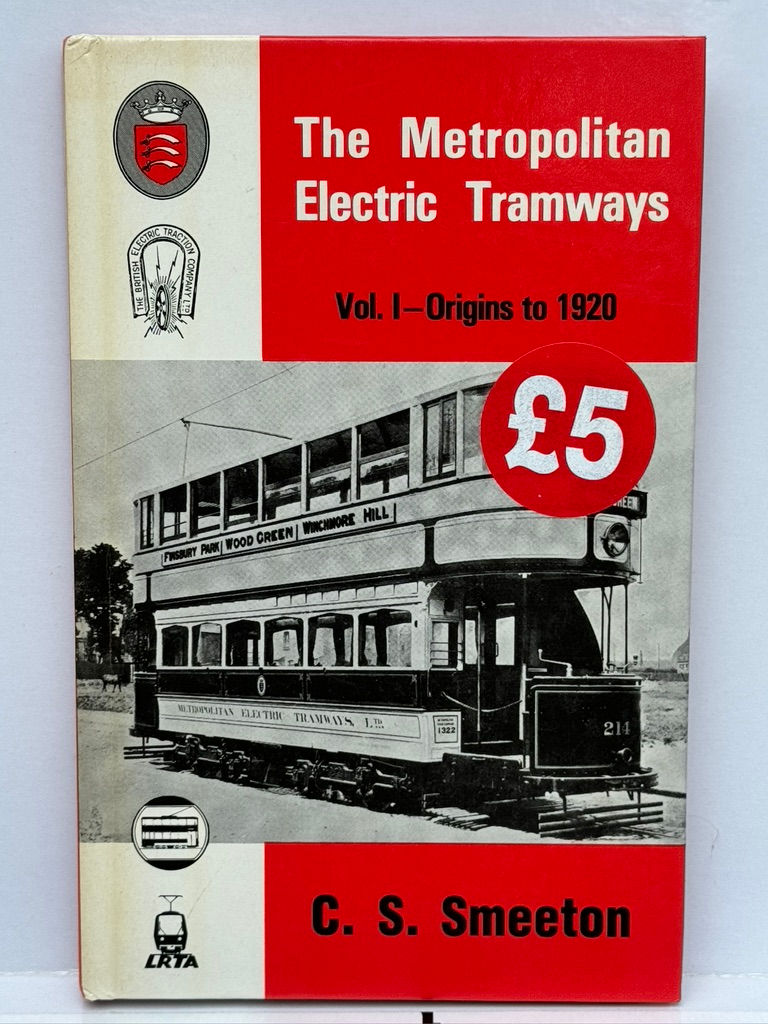 The Metropolitan
Electric Tramways
THE BRITISH ELECTRIC TRACTION COMPANY LTD
Vol. I–Origins to 1920
£5
FINSBURY PARK WOOD GREEN WINCHMORE HILL
METROPOLITAN ELECTRIC TRAMWAYS, LTD
1322
214
C. S. Smeeton
LRTA